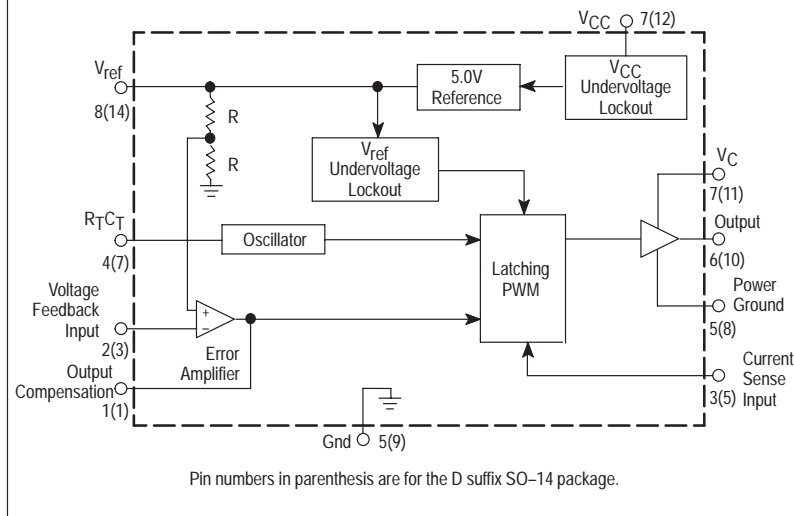 VCC 7(12)
Vref
8(14)
R
R
5.0V
Reference
VCC
Undervoltage
Lockout
Vref
Undervoltage
Lockout
VC
7(11)
RTCT
4(7)
Oscillator
Latching
PWM
Output
6(10)
Voltage
Feedback
Input
2(3)
+
–
Error
Amplifier
Power
Ground
5(8)
Output
Compensation
1(1)
Current
Sense
Input
3(5)
Gnd 5(9)
Pin numbers in parenthesis are for the D suffix SO–14 package.